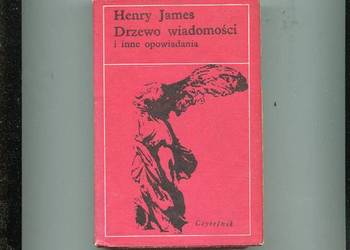 Henry James
Drzewo wiadomości
i inne opowiadania
Czytelnik